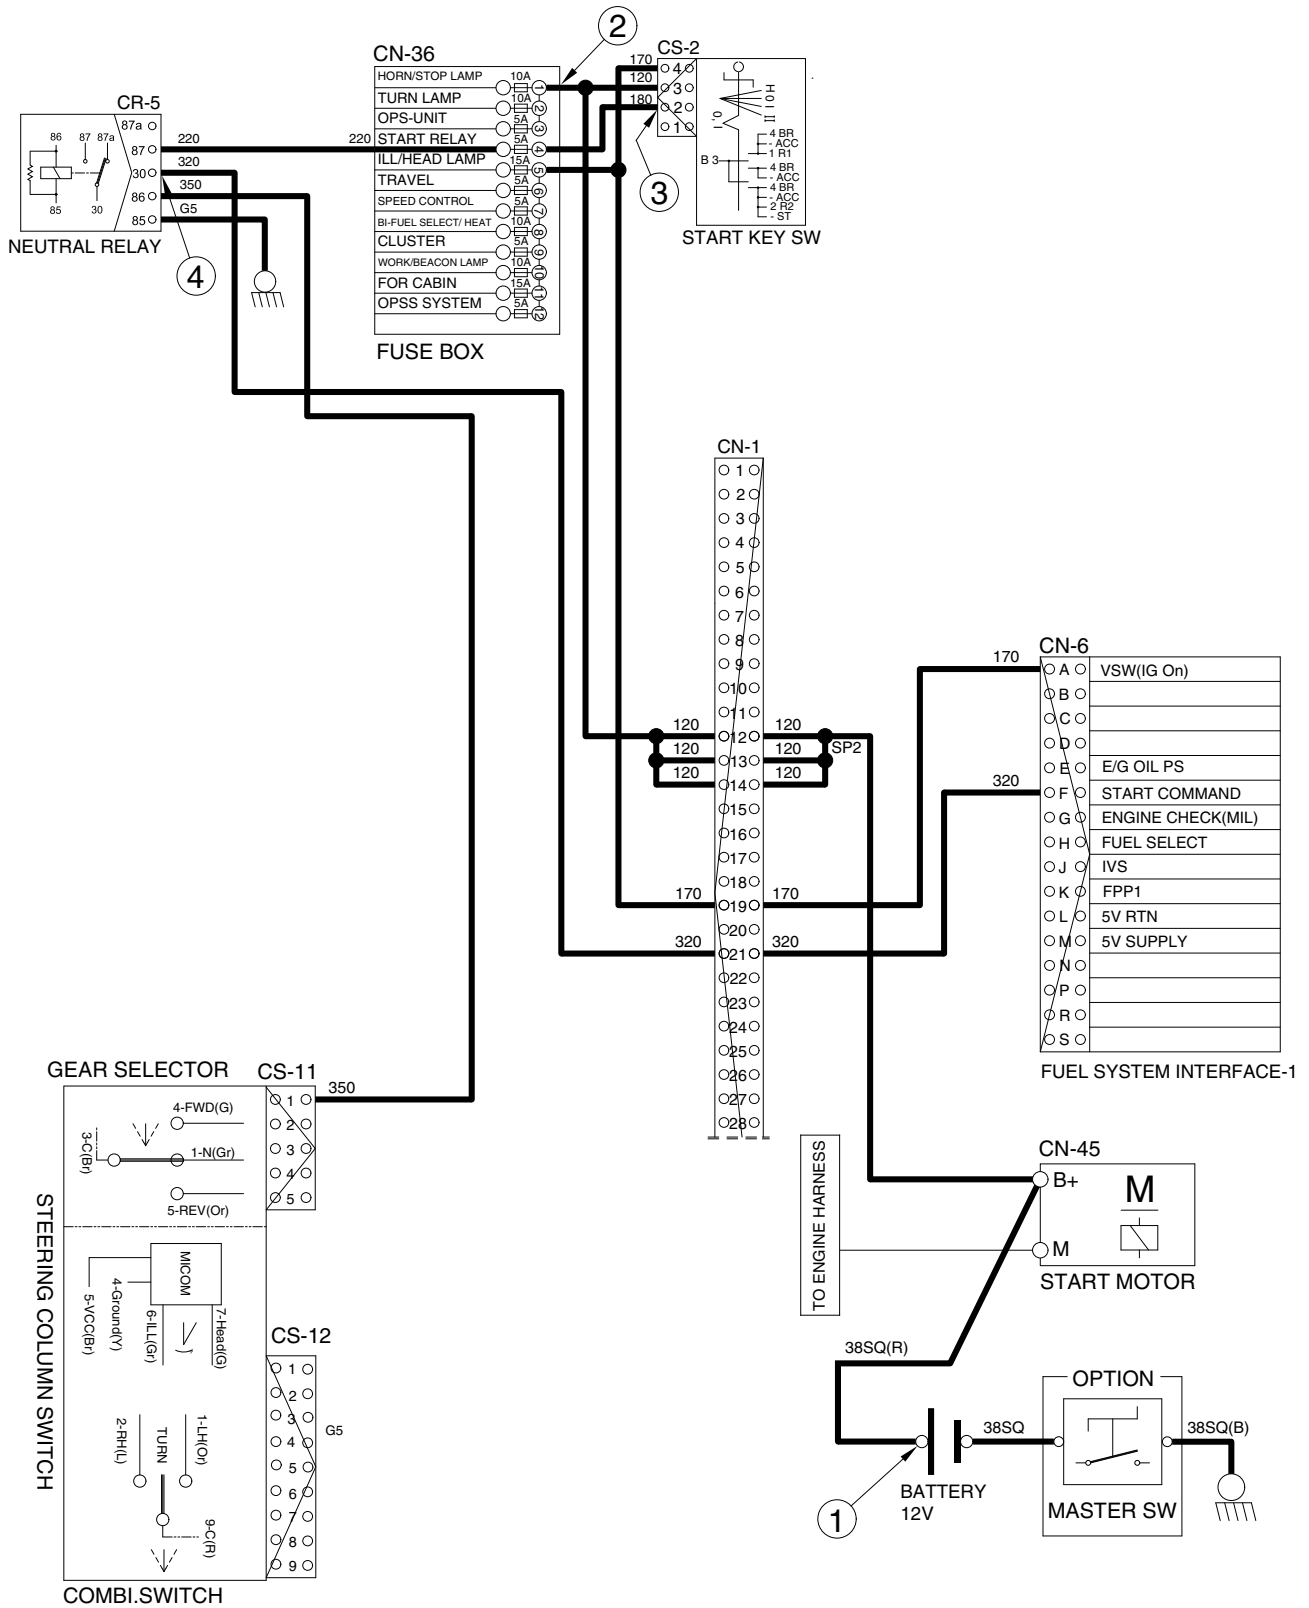 2
CN-36
HORN/STOP LAMP 10A 1
TURN LAMP 10A 2
OPS-UNIT 5A 3
220 START RELAY 5A 4
ILL/HEAD LAMP 15A 5
TRAVEL 5A 6
SPEED CONTROL 5A 7
BI-FUEL SELECT/ HEAT 10A 8
CLUSTER 5A 9
WORK/BEACON LAMP 10A 10
FOR CABIN 15A 11
OPSS SYSTEM 5A 12
FUSE BOX
CS-2
170 4
120 3
180 2
1
H O I II
0,
I
B 3
4 BR
- ACC
1 R1
4 BR
- ACC
4 BR
- ACC
2 R2
- ST
START KEY SW
3
CR-5
86 87 87a
85 30
87a
87 220
30 320
86 350
85 G5
NEUTRAL RELAY
4
CN-1
1
2
3
4
5
6
7
8
9
10
11
120 12 120
120 13 120 SP2
120 14 120
15
16
17
18
170 19 170
20
320 21 320
22
23
24
25
26
27
28
CN-6
170 A VSW(IG On)
B
C
D
E E/G OIL PS
320 F START COMMAND
G ENGINE CHECK(MIL)
H FUEL SELECT
J IVS
K FPP1
L 5V RTN
M 5V SUPPLY
N
P
R
S
FUEL SYSTEM INTERFACE-1
GEAR SELECTOR
CS-11
1 350
2
3
4
5
4-FWD(G)
3-C(Br)
1-N(Gr)
5-REV(Or)
STEERING COLUMN SWITCH
MICOM
5-VCC(Br)
4-Ground(Y)
6-ILL(Gr)
7-Head(G)
CS-12
1
2
3
4 G5
5
6
7
8
9
2-RH(L)
TURN
1-LH(Or)
9-C(R)
COMBI.SWITCH
TO ENGINE HARNESS
CN-45
B+
M
M
START MOTOR
38SQ(R)
BATTERY
12V
1
38SQ
OPTION
MASTER SW
38SQ(B)